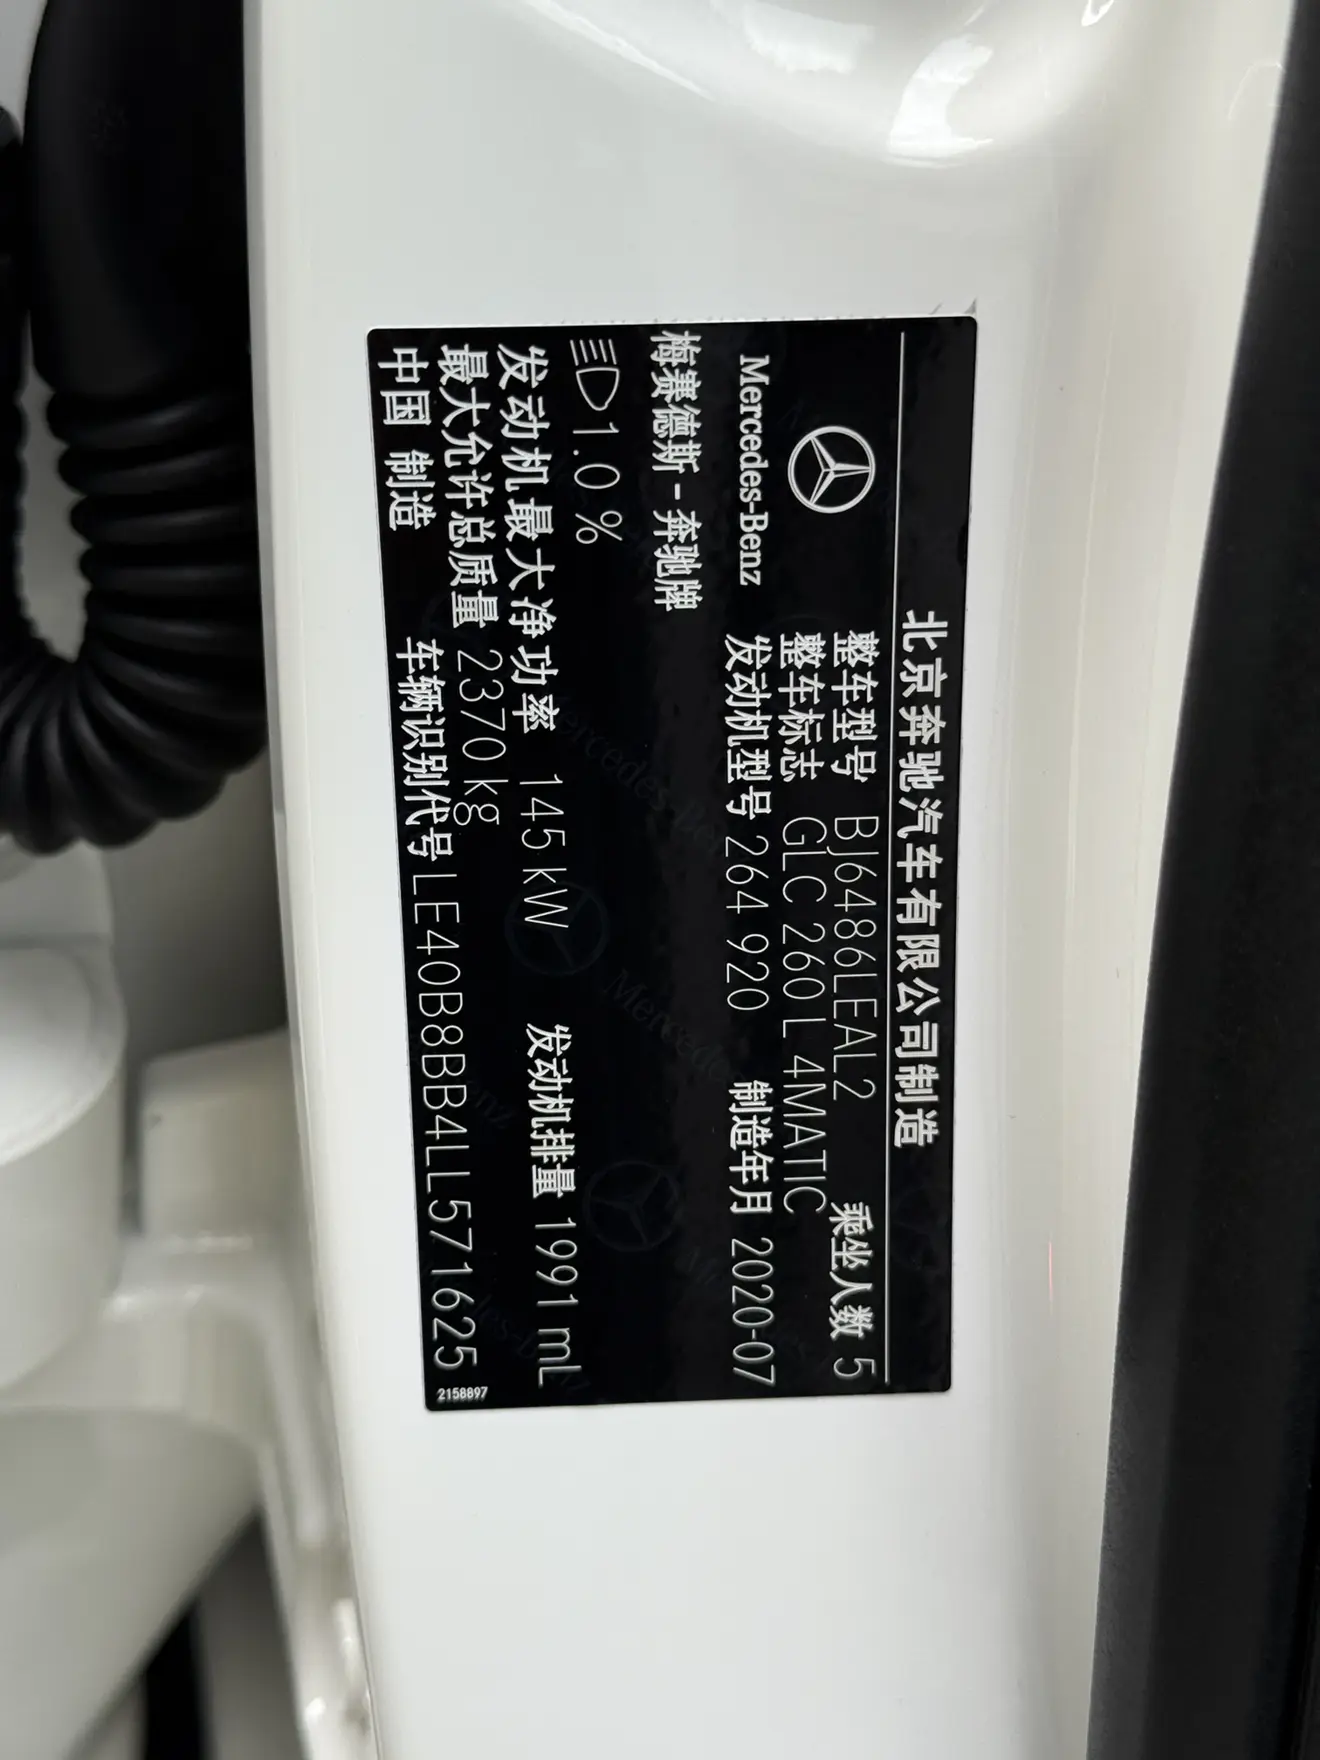 北京奔驰汽车有限公司制造
Mercedes-Benz
整车型号 BJ6486LEAL2 乘坐人数 5
整车标志 GLC 260 L 4MATIC
发动机型号 264 920 制造年月 2020-07
梅赛德斯-奔驰牌
1.0 %
发动机最大净功率 145 kW 发动机排量 1991 mL
最大允许总质量 2370 kg
中国 制造 车辆识别代号 LE40B8BB4LL571625
2158897